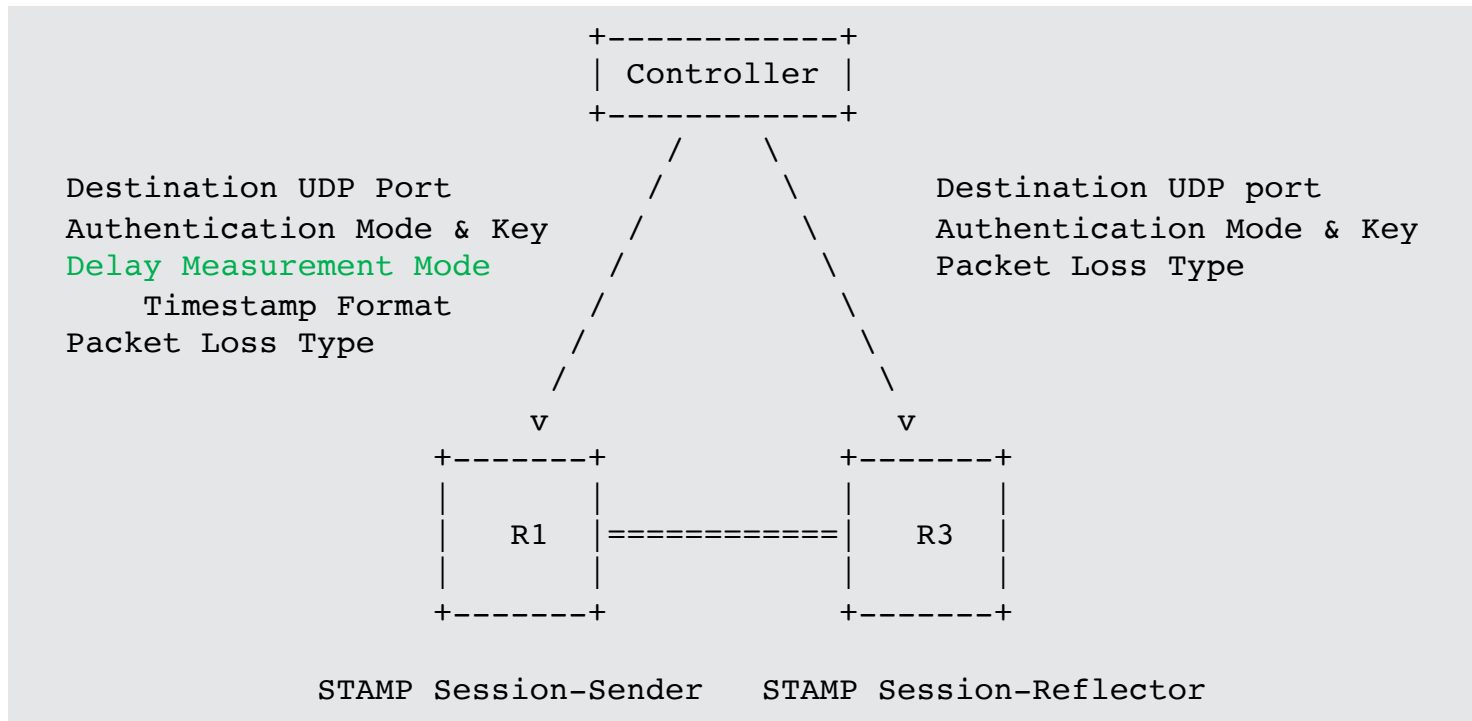 Controller
Destination UDP Port
Authentication Mode & Key
Delay Measurement Mode
Timestamp Format
Packet Loss Type
Destination UDP port
Authentication Mode & Key
Packet Loss Type
R1
R3
STAMP Session-Sender
STAMP Session-Reflector